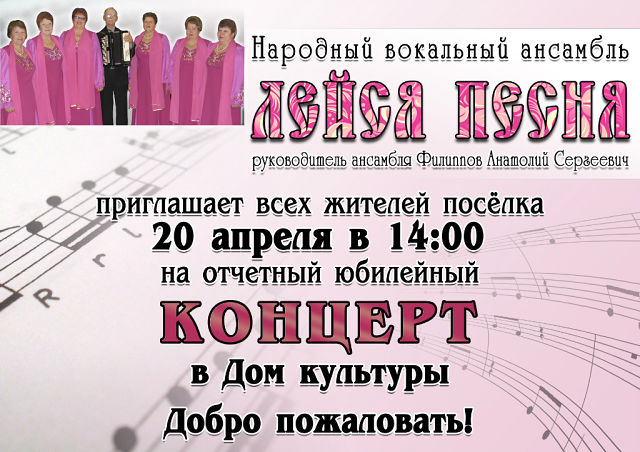 Народный вокальный ансамбль
ЛЕЙСЯ ПЕСНЯ
руководитель ансамбля Филиппов Анатолий Сергеевич
приглашает всех жителей посёлка
20 апреля в 14:00
на отчетный юбилейный
КОНЦЕРТ
в Дом культуры
Добро пожаловать!